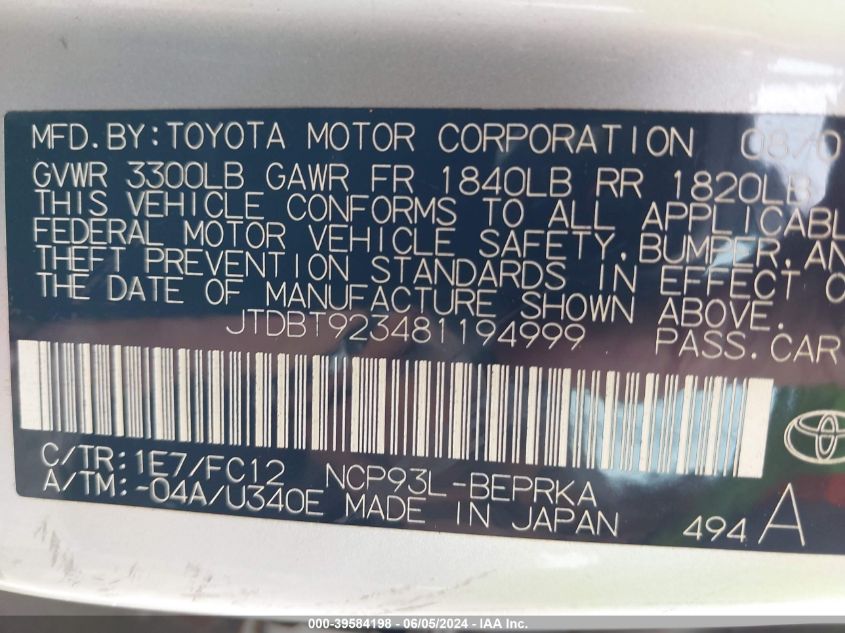 MFD.BY:TOYOTA MOTOR CORPORATION 08/0
GVWR 3300LB GAWR FR 1840LB RR 1820LB
THIS VEHICLE CONFORMS TO ALL APPLICABL
FEDERAL MOTOR VEHICLE SAFETY,BUMPER,AN
THEFT PREVENTION STANDARDS IN EFFECT O
THE DATE OF MANUFACTURE SHOWN ABOVE.
JTDBT923481194999 PASS.CAR
C/TR:1E7/FC12 NCP93L-BEPRKA
A/TM:-04A/U340E MADE IN JAPAN 494 A
000-39584198 - 06/05/2024 - IAA Inc.